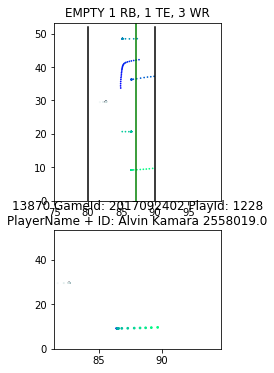 EMPTY 1 RB, 1 TE, 3 WR
50
40
30
20
10
0
75 80 85 90 95
13870 GameId: 2017092402 PlayId: 1228
PlayerName + ID: Alvin Kamara 2558019.0
40
20
0
85 90